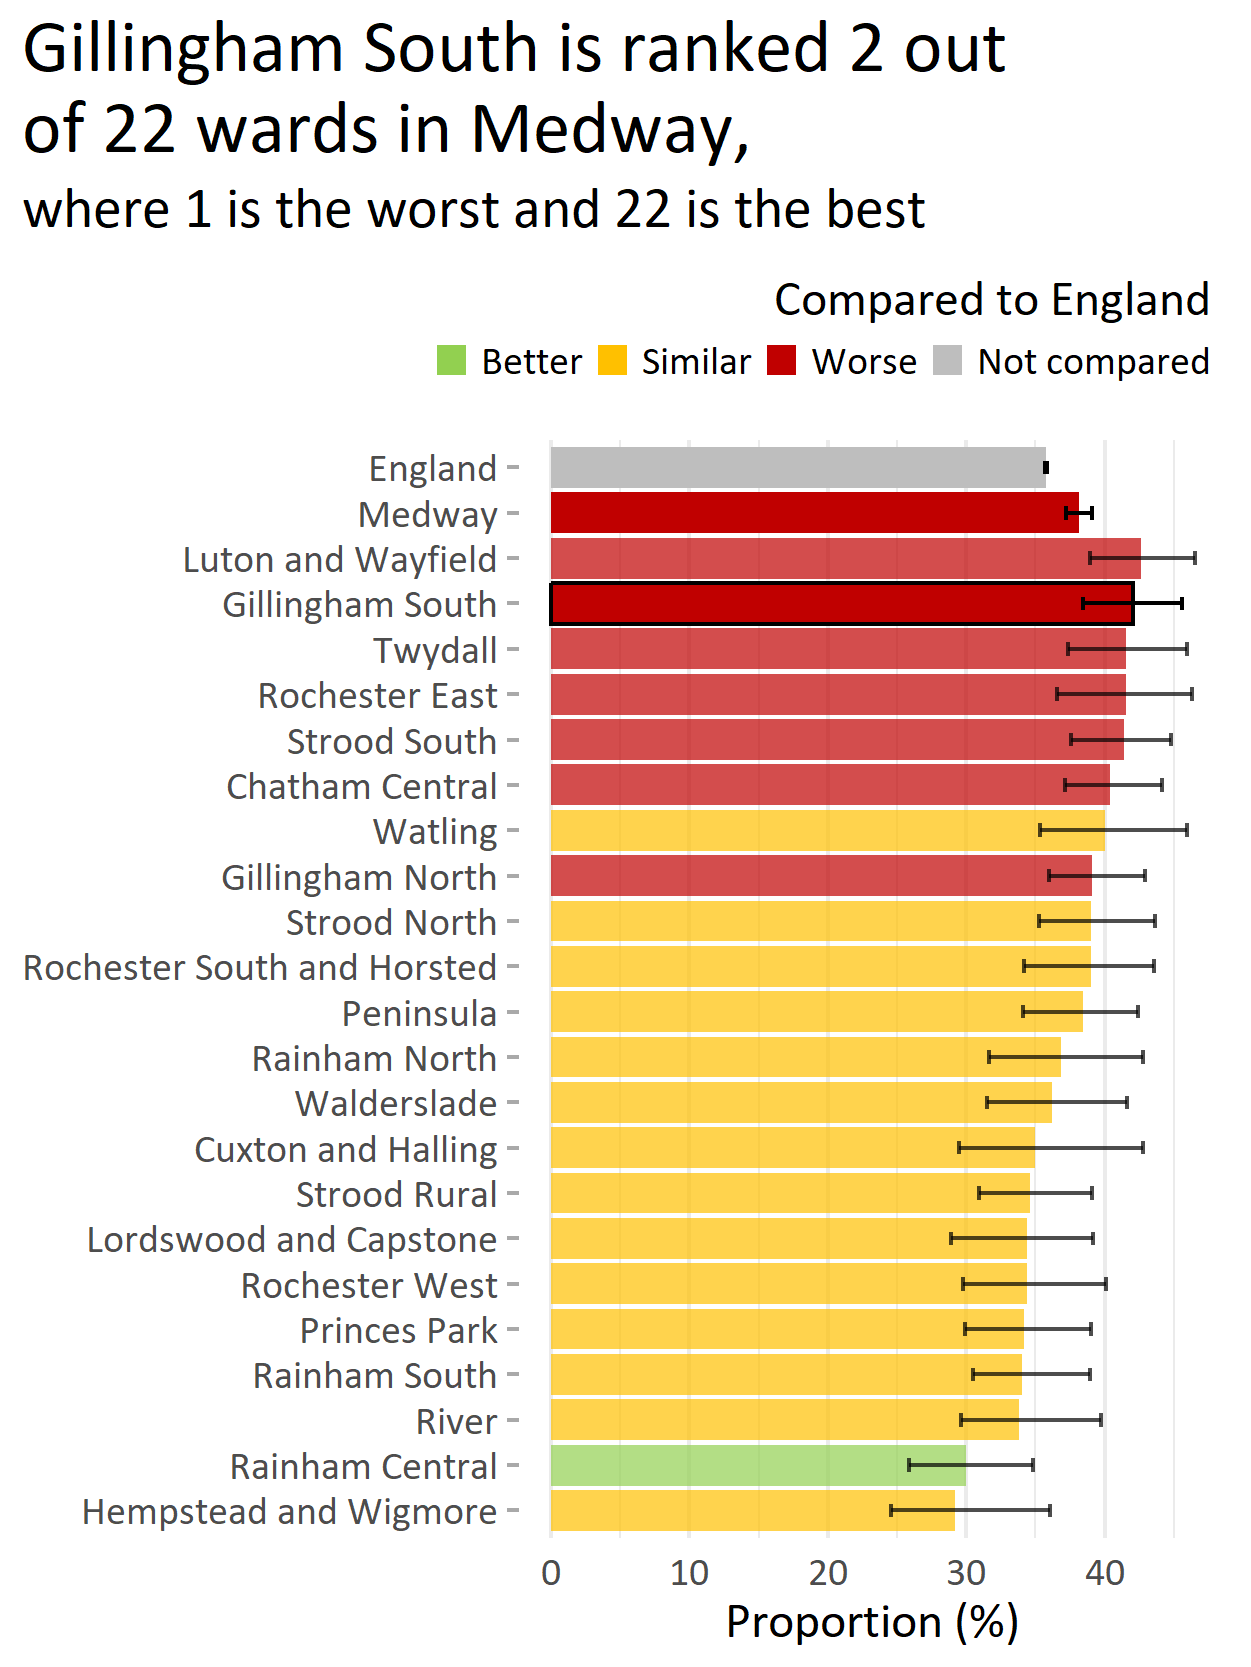 Gillingham South is ranked 2 out
of 22 wards in Medway,
where 1 is the worst and 22 is the best
Compared to England
Better Similar Worse Not compared
England
Medway
Luton and Wayfield
Gillingham South
Twydall
Rochester East
Strood South
Chatham Central
Watling
Gillingham North
Strood North
Rochester South and Horsted
Peninsula
Rainham North
Walderslade
Cuxton and Halling
Strood Rural
Lordswood and Capstone
Rochester West
Princes Park
Rainham South
River
Rainham Central
Hempstead and Wigmore
0 10 20 30 40
Proportion (%)